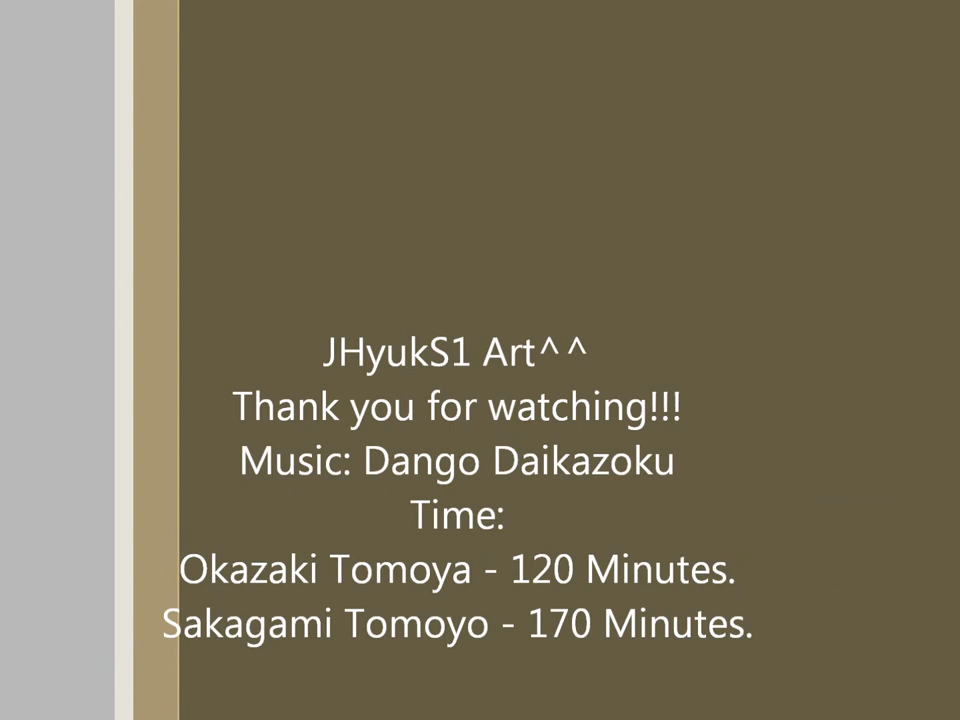 JHyukS1 Art^^
Thank you for watching!!!
Music: Dango Daikazoku
Time:
Okazaki Tomoya - 120 Minutes.
Sakagami Tomoyo - 170 Minutes.